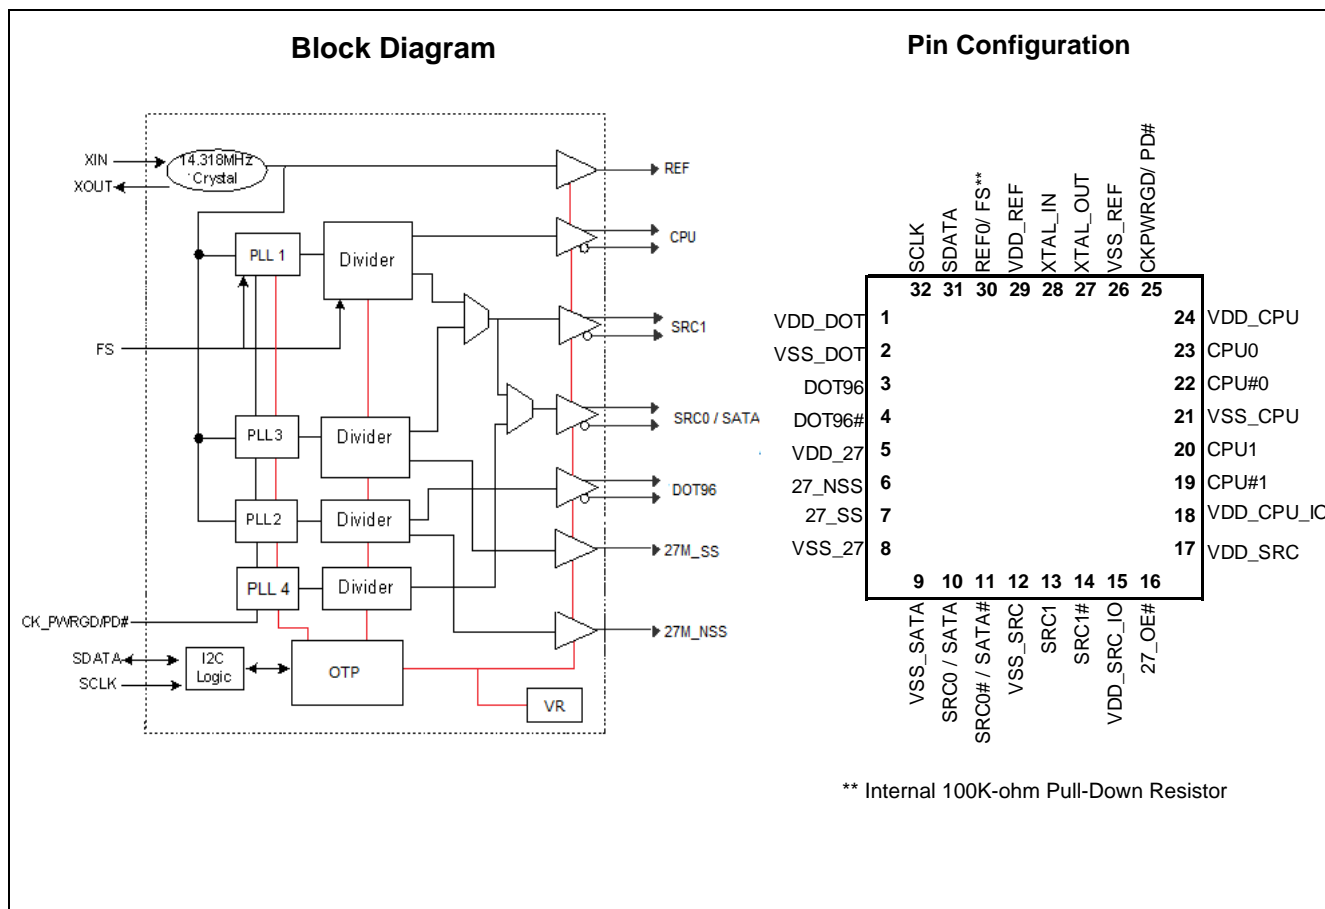 Block Diagram
Pin Configuration
XIN
XOUT
14.318MHz
Crystal
REF
CPU
PLL 1
Divider
SRC1
FS
SRC0 / SATA
PLL3
Divider
DOT96
PLL2
Divider
27M_SS
PLL 4
Divider
CK_PWRGD/PD#
27M_NSS
SDATA
SCLK
I2C
Logic
OTP
VR
SCLK
SDATA
REF0/ FS**
VDD_REF
XTAL_IN
XTAL_OUT
VSS_REF
CKPWRGD/ PD#
32 31 30 29 28 27 26 25
VDD_DOT 1
VSS_DOT 2
DOT96 3
DOT96# 4
VDD_27 5
27_NSS 6
27_SS 7
VSS_27 8
24 VDD_CPU
23 CPU0
22 CPU#0
21 VSS_CPU
20 CPU1
19 CPU#1
18 VDD_CPU_IO
17 VDD_SRC
9 10 11 12 13 14 15 16
VSS_SATA
SRC0 / SATA
SRC0# / SATA#
VSS_SRC
SRC1
SRC1#
VDD_SRC_IO
27_OE#
** Internal 100K-ohm Pull-Down Resistor